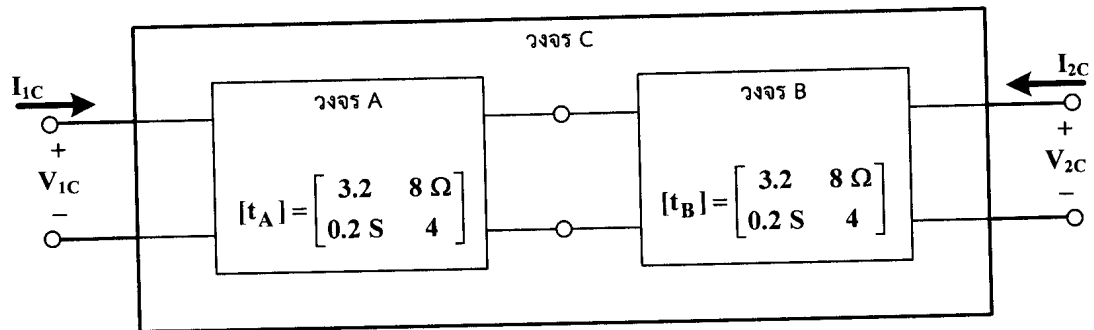 วงจร C
I1C
I2C
วงจร A
วงจร B
+
V1C
−
[tA] = [3.2 8 Ω
0.2 S 4]
[tB] = [3.2 8 Ω
0.2 S 4]
+
V2C
−